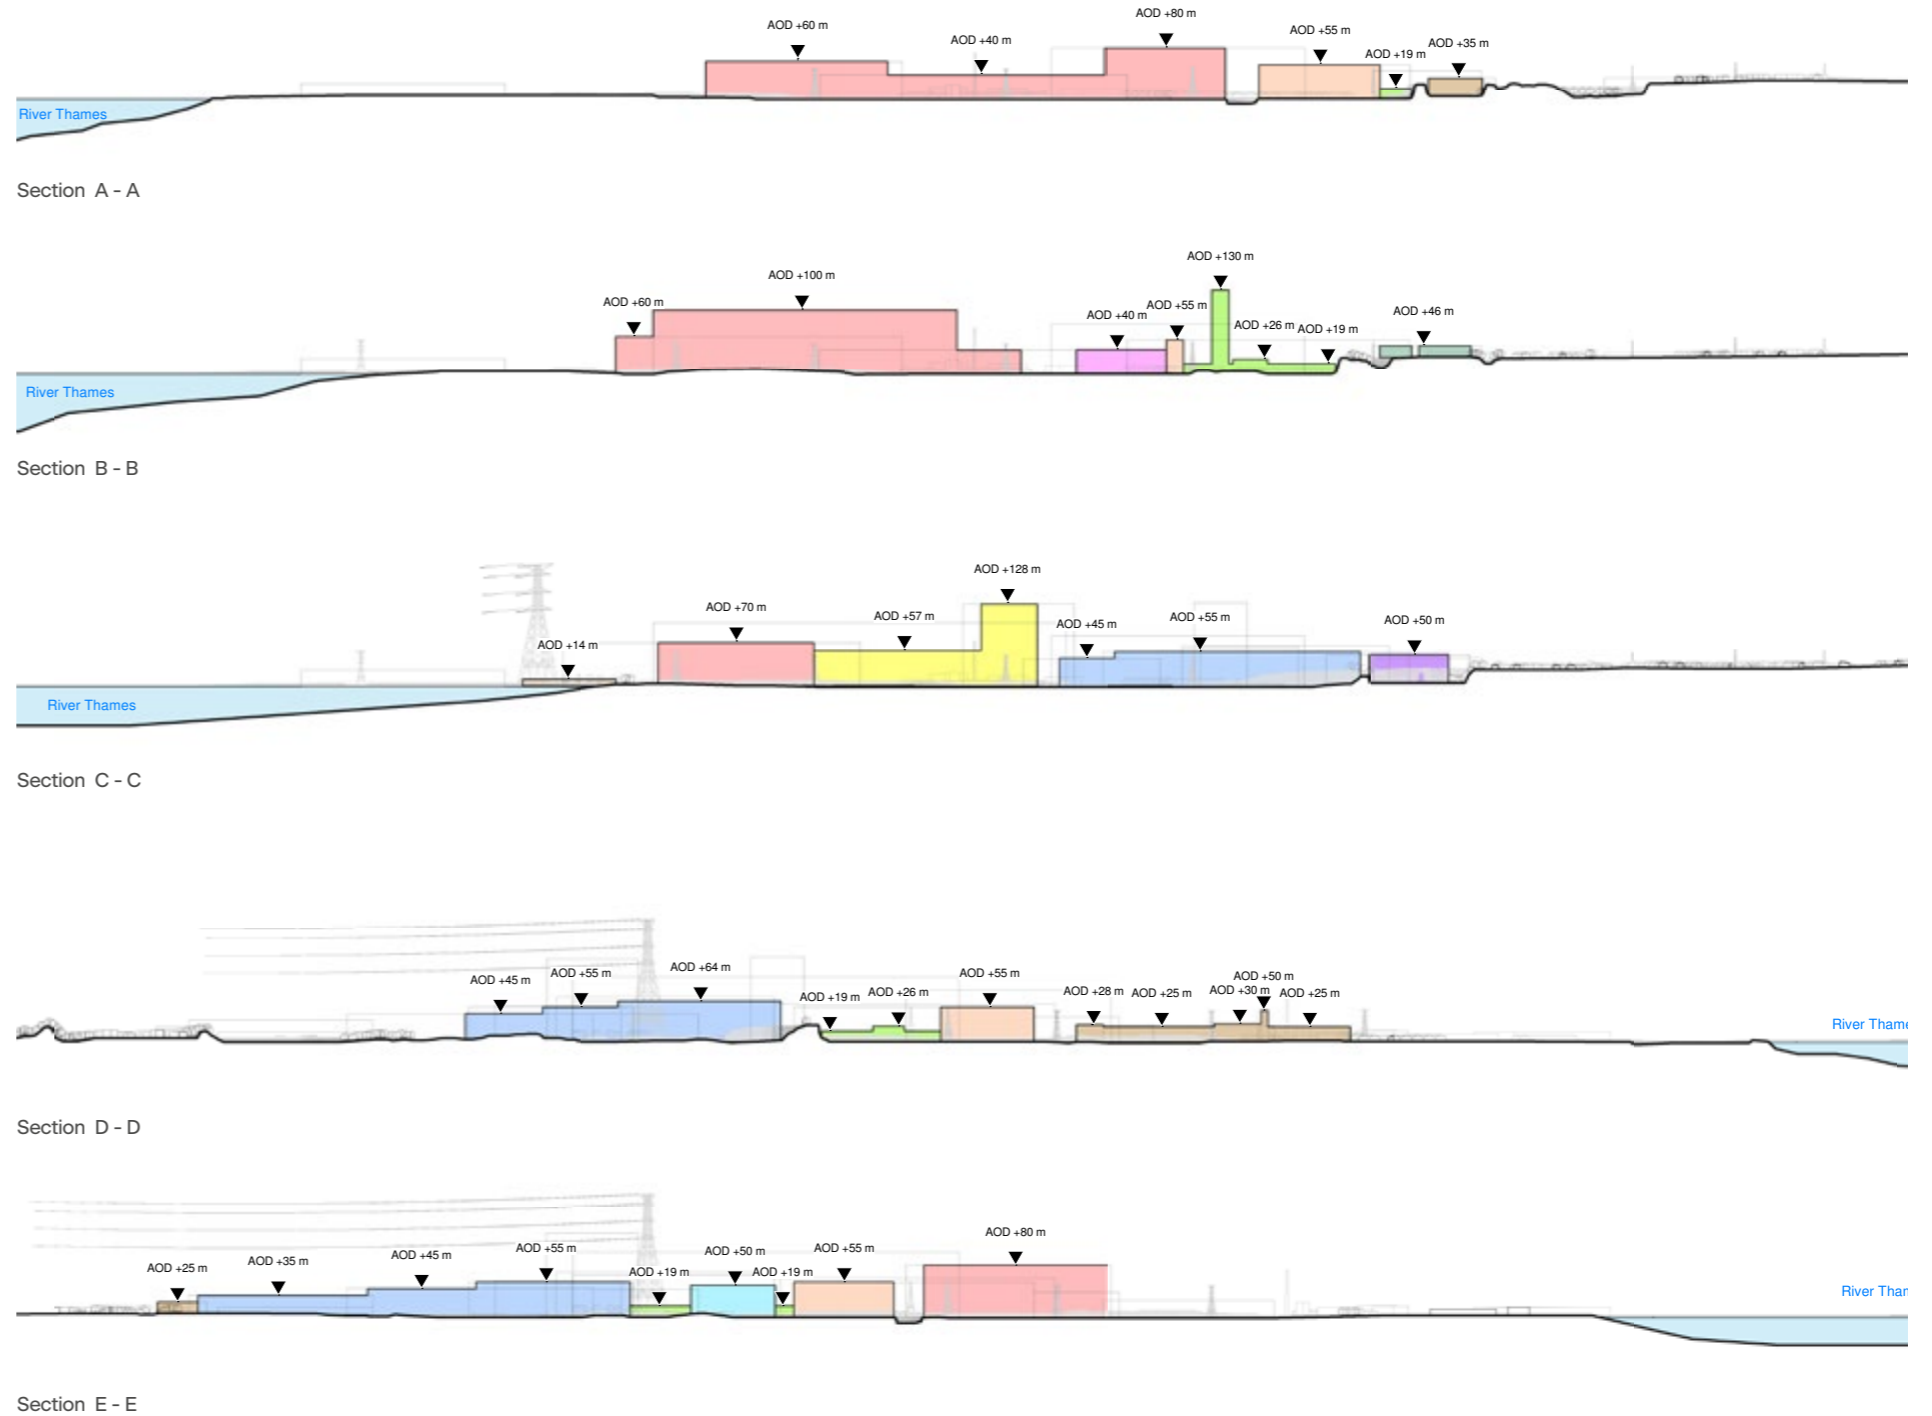 AOD +80 m
AOD +60 m
AOD +40 m
AOD +55 m
AOD +19 m
AOD +35 m
River Thames
Section A - A
AOD +130 m
AOD +100 m
AOD +60 m
AOD +55 m
AOD +40 m
AOD +26 m
AOD +19 m
AOD +46 m
River Thames
Section B - B
AOD +128 m
AOD +14 m
AOD +70 m
AOD +57 m
AOD +45 m
AOD +55 m
AOD +50 m
River Thames
Section C - C
AOD +45 m
AOD +55 m
AOD +64 m
AOD +19 m
AOD +26 m
AOD +55 m
AOD +28 m
AOD +25 m
AOD +50 m
AOD +30 m
AOD +25 m
River Thame
Section D - D
AOD +25 m
AOD +35 m
AOD +45 m
AOD +55 m
AOD +19 m
AOD +50 m
AOD +19 m
AOD +55 m
AOD +80 m
River Tham
Section E - E